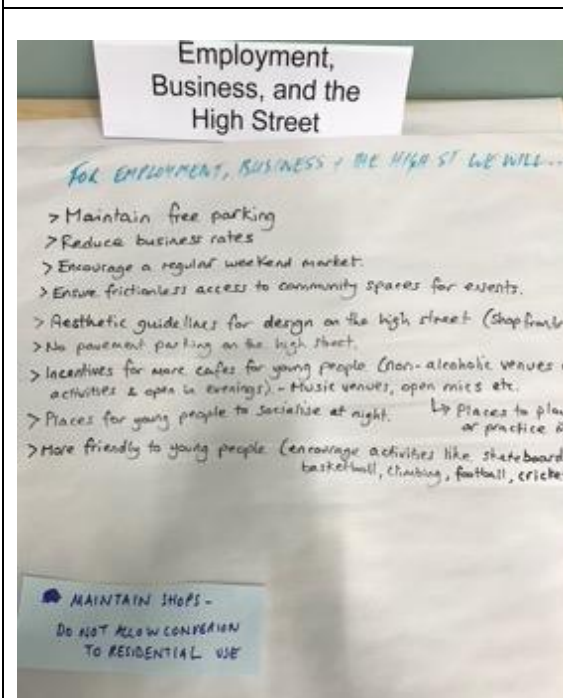 Employment,
Business, and the
High Street
FOR EMPLOYMENT, BUSINESS + THE HIGH ST WE WILL...
> Maintain free parking
> Reduce business rates
> Encourage a regular weekend market.
> Ensure frictionless access to community spaces for events.
> Aesthetic guidelines for design on the high street (shop
> No pavement parking on the high street.
> Incentives for more cafes for young people (non-alcoholic venues
activities & open in evenings) - Music venues, open mics etc.
> Places for young people to socialise at night. ↳ Places to
or practice
> More friendly to young people (encourage activities like skateboard
basketball, climbing, football,
MAINTAIN SHOPS -
DO NOT ALLOW CONVERION
TO RESIDENTIAL USE